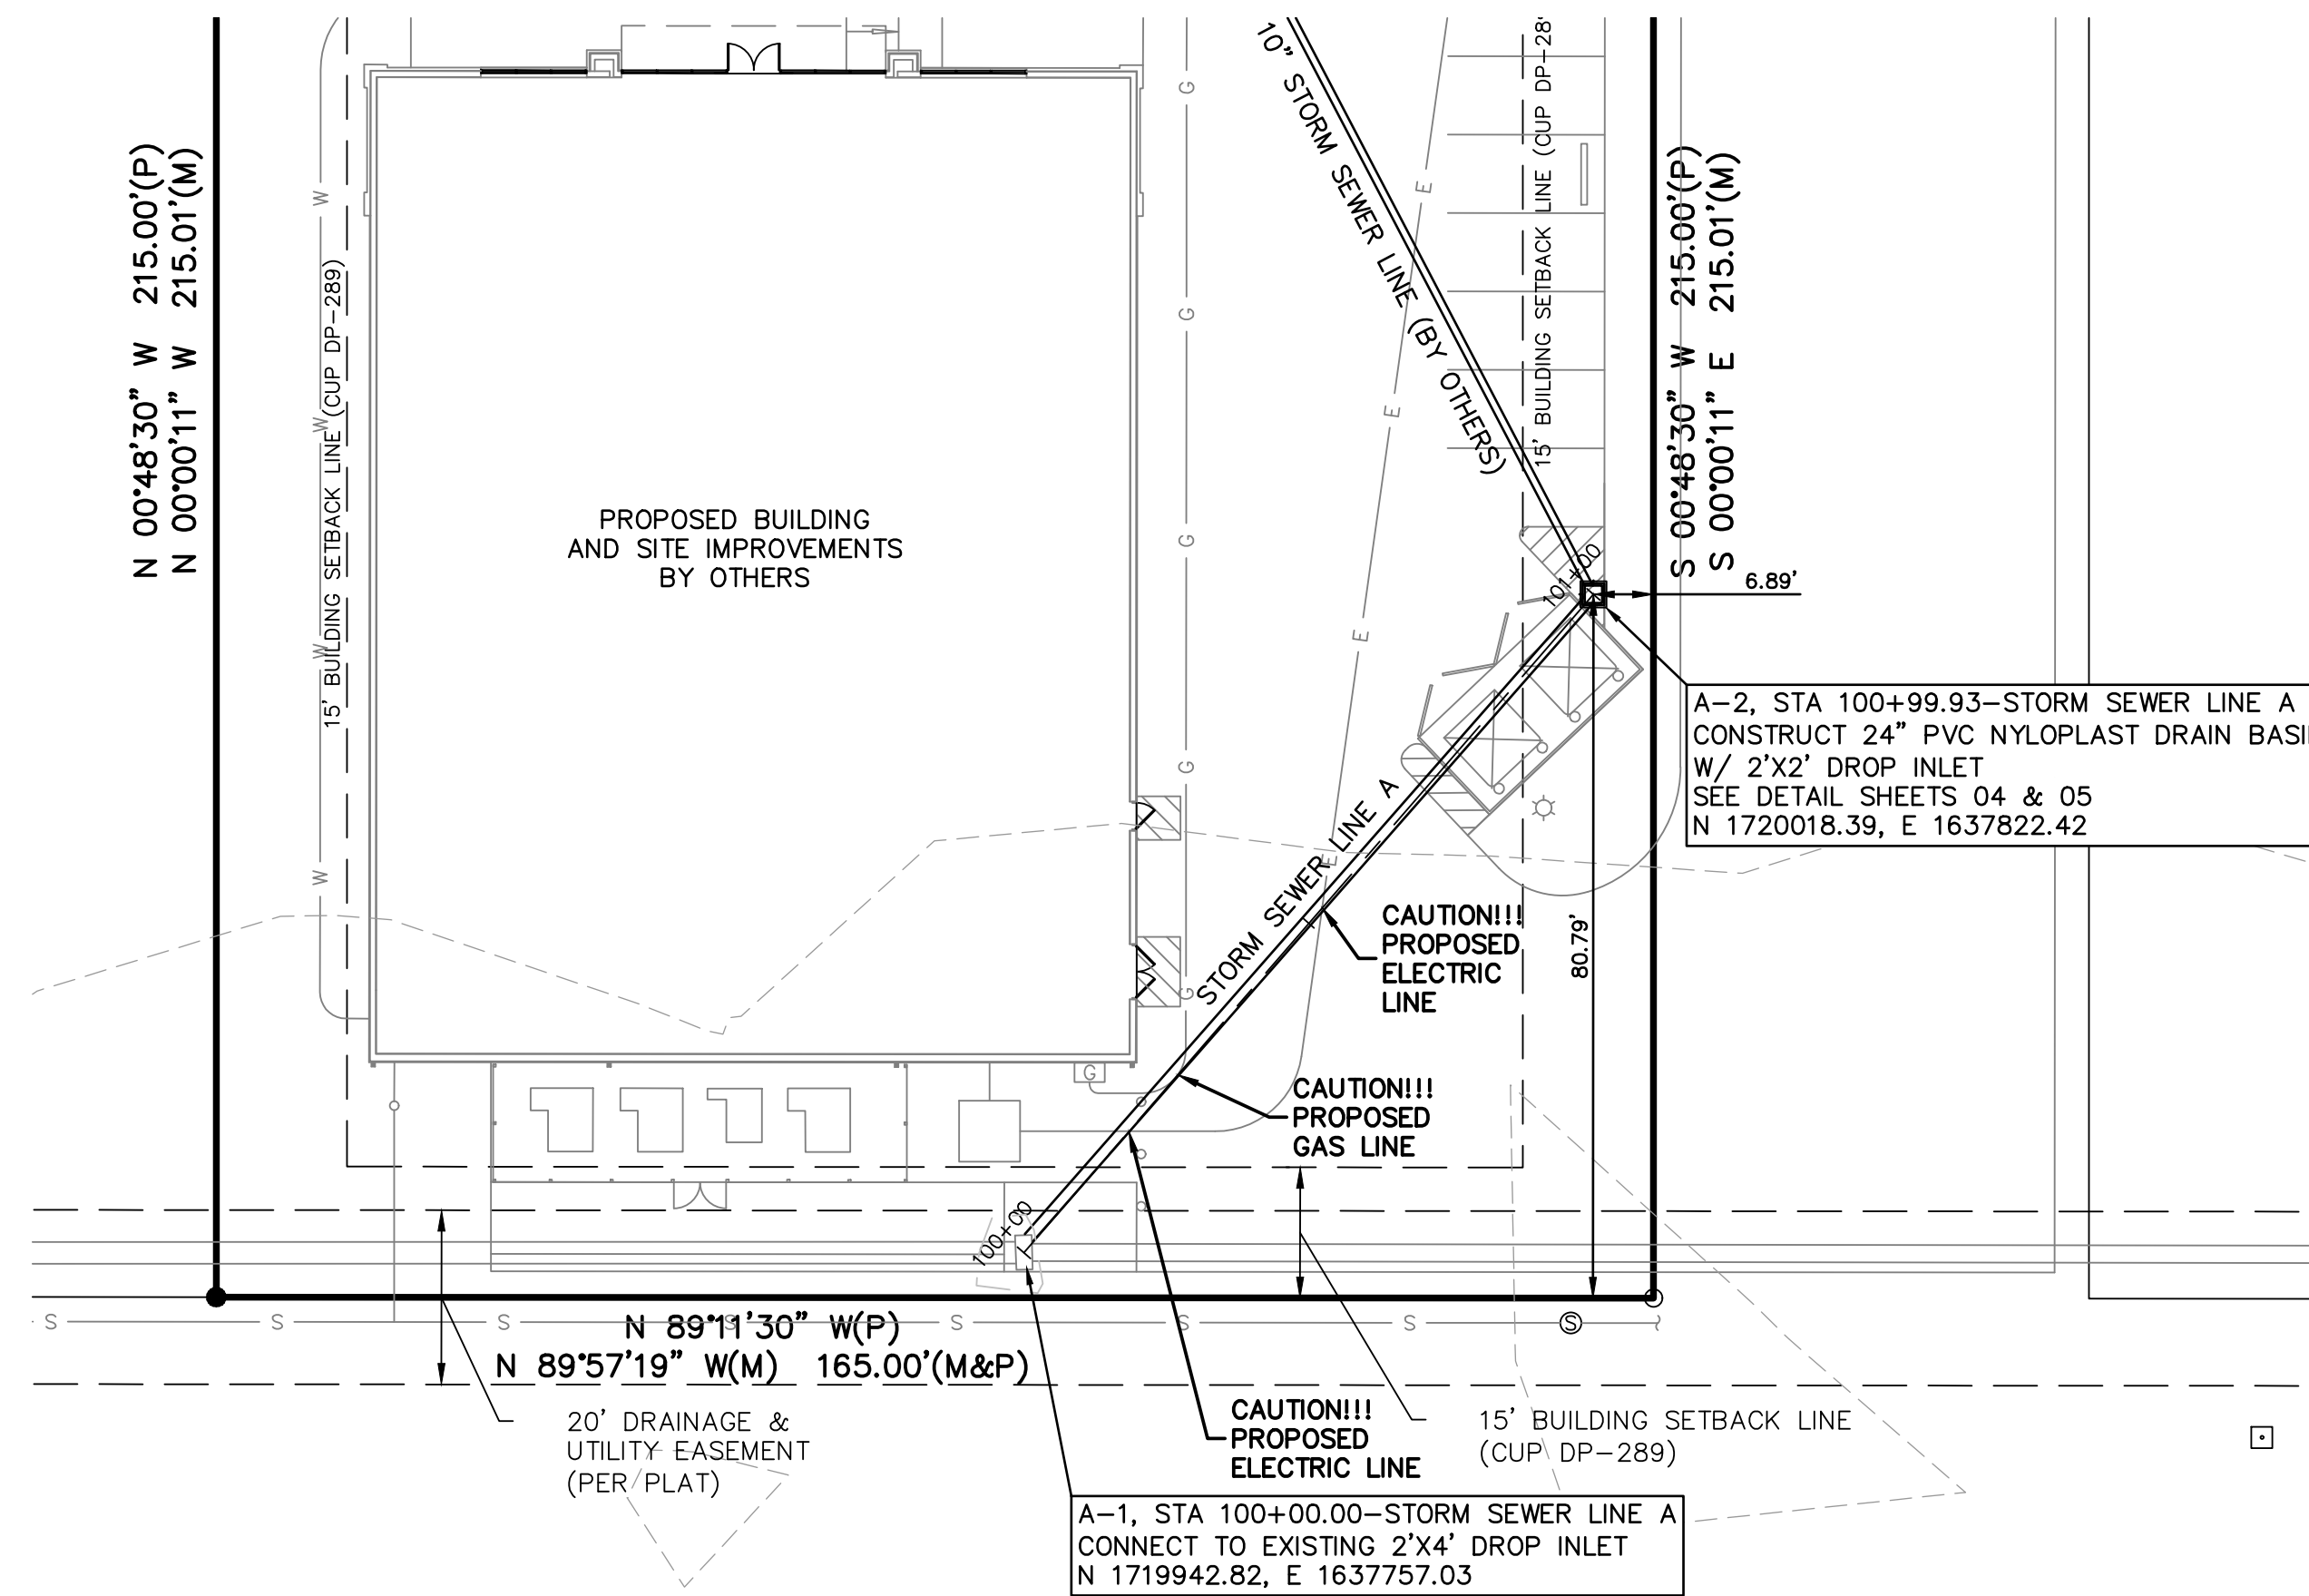 N 00°48'30" W 215.00'(P)
N 00°00'11" W 215.01'(M)
15' BUILDING SETBACK LINE (CUP DP-289)
W
W
W
W
PROPOSED BUILDING
AND SITE IMPROVEMENTS
BY OTHERS
G
G
G
G
G
G
10" STORM SEWER LINE (BY OTHERS)
E
E
E
E
15' BUILDING SETBACK LINE (CUP DP-28
S 00°48'30" W 215.00'(P)
S 00°00'11" E 215.01'(M)
6.89'
101+00
A-2, STA 100+99.93-STORM SEWER LINE A
CONSTRUCT 24" PVC NYLOPLAST DRAIN BASI
W/ 2'X2' DROP INLET
SEE DETAIL SHEETS 04 & 05
N 1720018.39, E 1637822.42
STORM SEWER LINE A
CAUTION!!!
PROPOSED
ELECTRIC
LINE
80.79'
G
CAUTION!!!
PROPOSED
GAS LINE
100+00
S S S S S S S S
N 89°11'30" W(P)
N 89°57'19" W(M) 165.00'(M&P)
20' DRAINAGE &
UTILITY EASEMENT
(PER PLAT)
CAUTION!!!
PROPOSED
ELECTRIC LINE
15' BUILDING SETBACK LINE
(CUP DP-289)
A-1, STA 100+00.00-STORM SEWER LINE A
CONNECT TO EXISTING 2'X4' DROP INLET
N 1719942.82, E 1637757.03